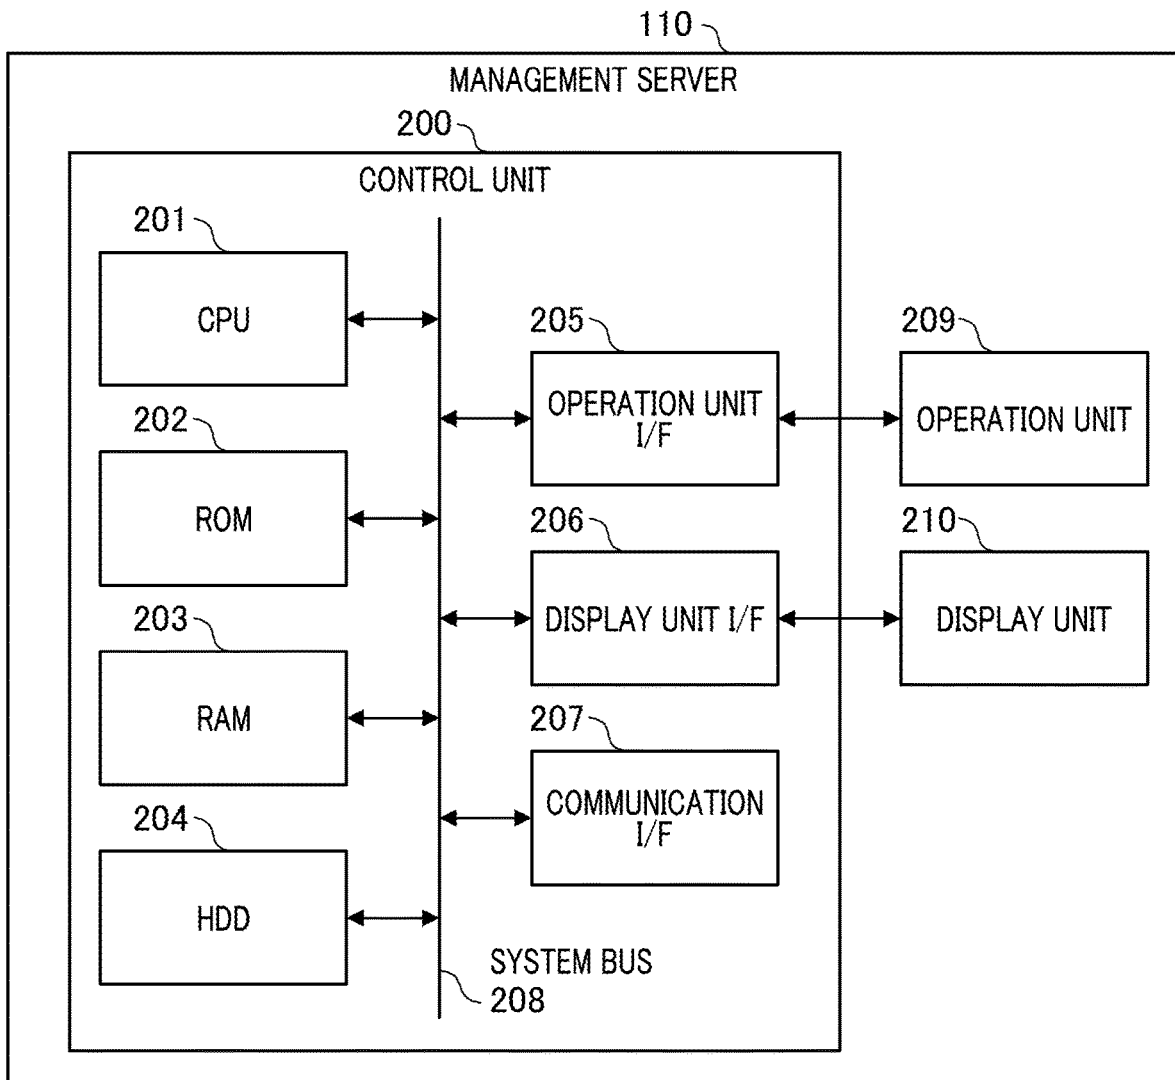 110
MANAGEMENT SERVER
200
CONTROL UNIT
201
CPU
202
ROM
203
RAM
204
HDD
205
OPERATION UNIT
I/F
206
DISPLAY UNIT I/F
207
COMMUNICATION
I/F
SYSTEM BUS
208
209
OPERATION UNIT
210
DISPLAY UNIT